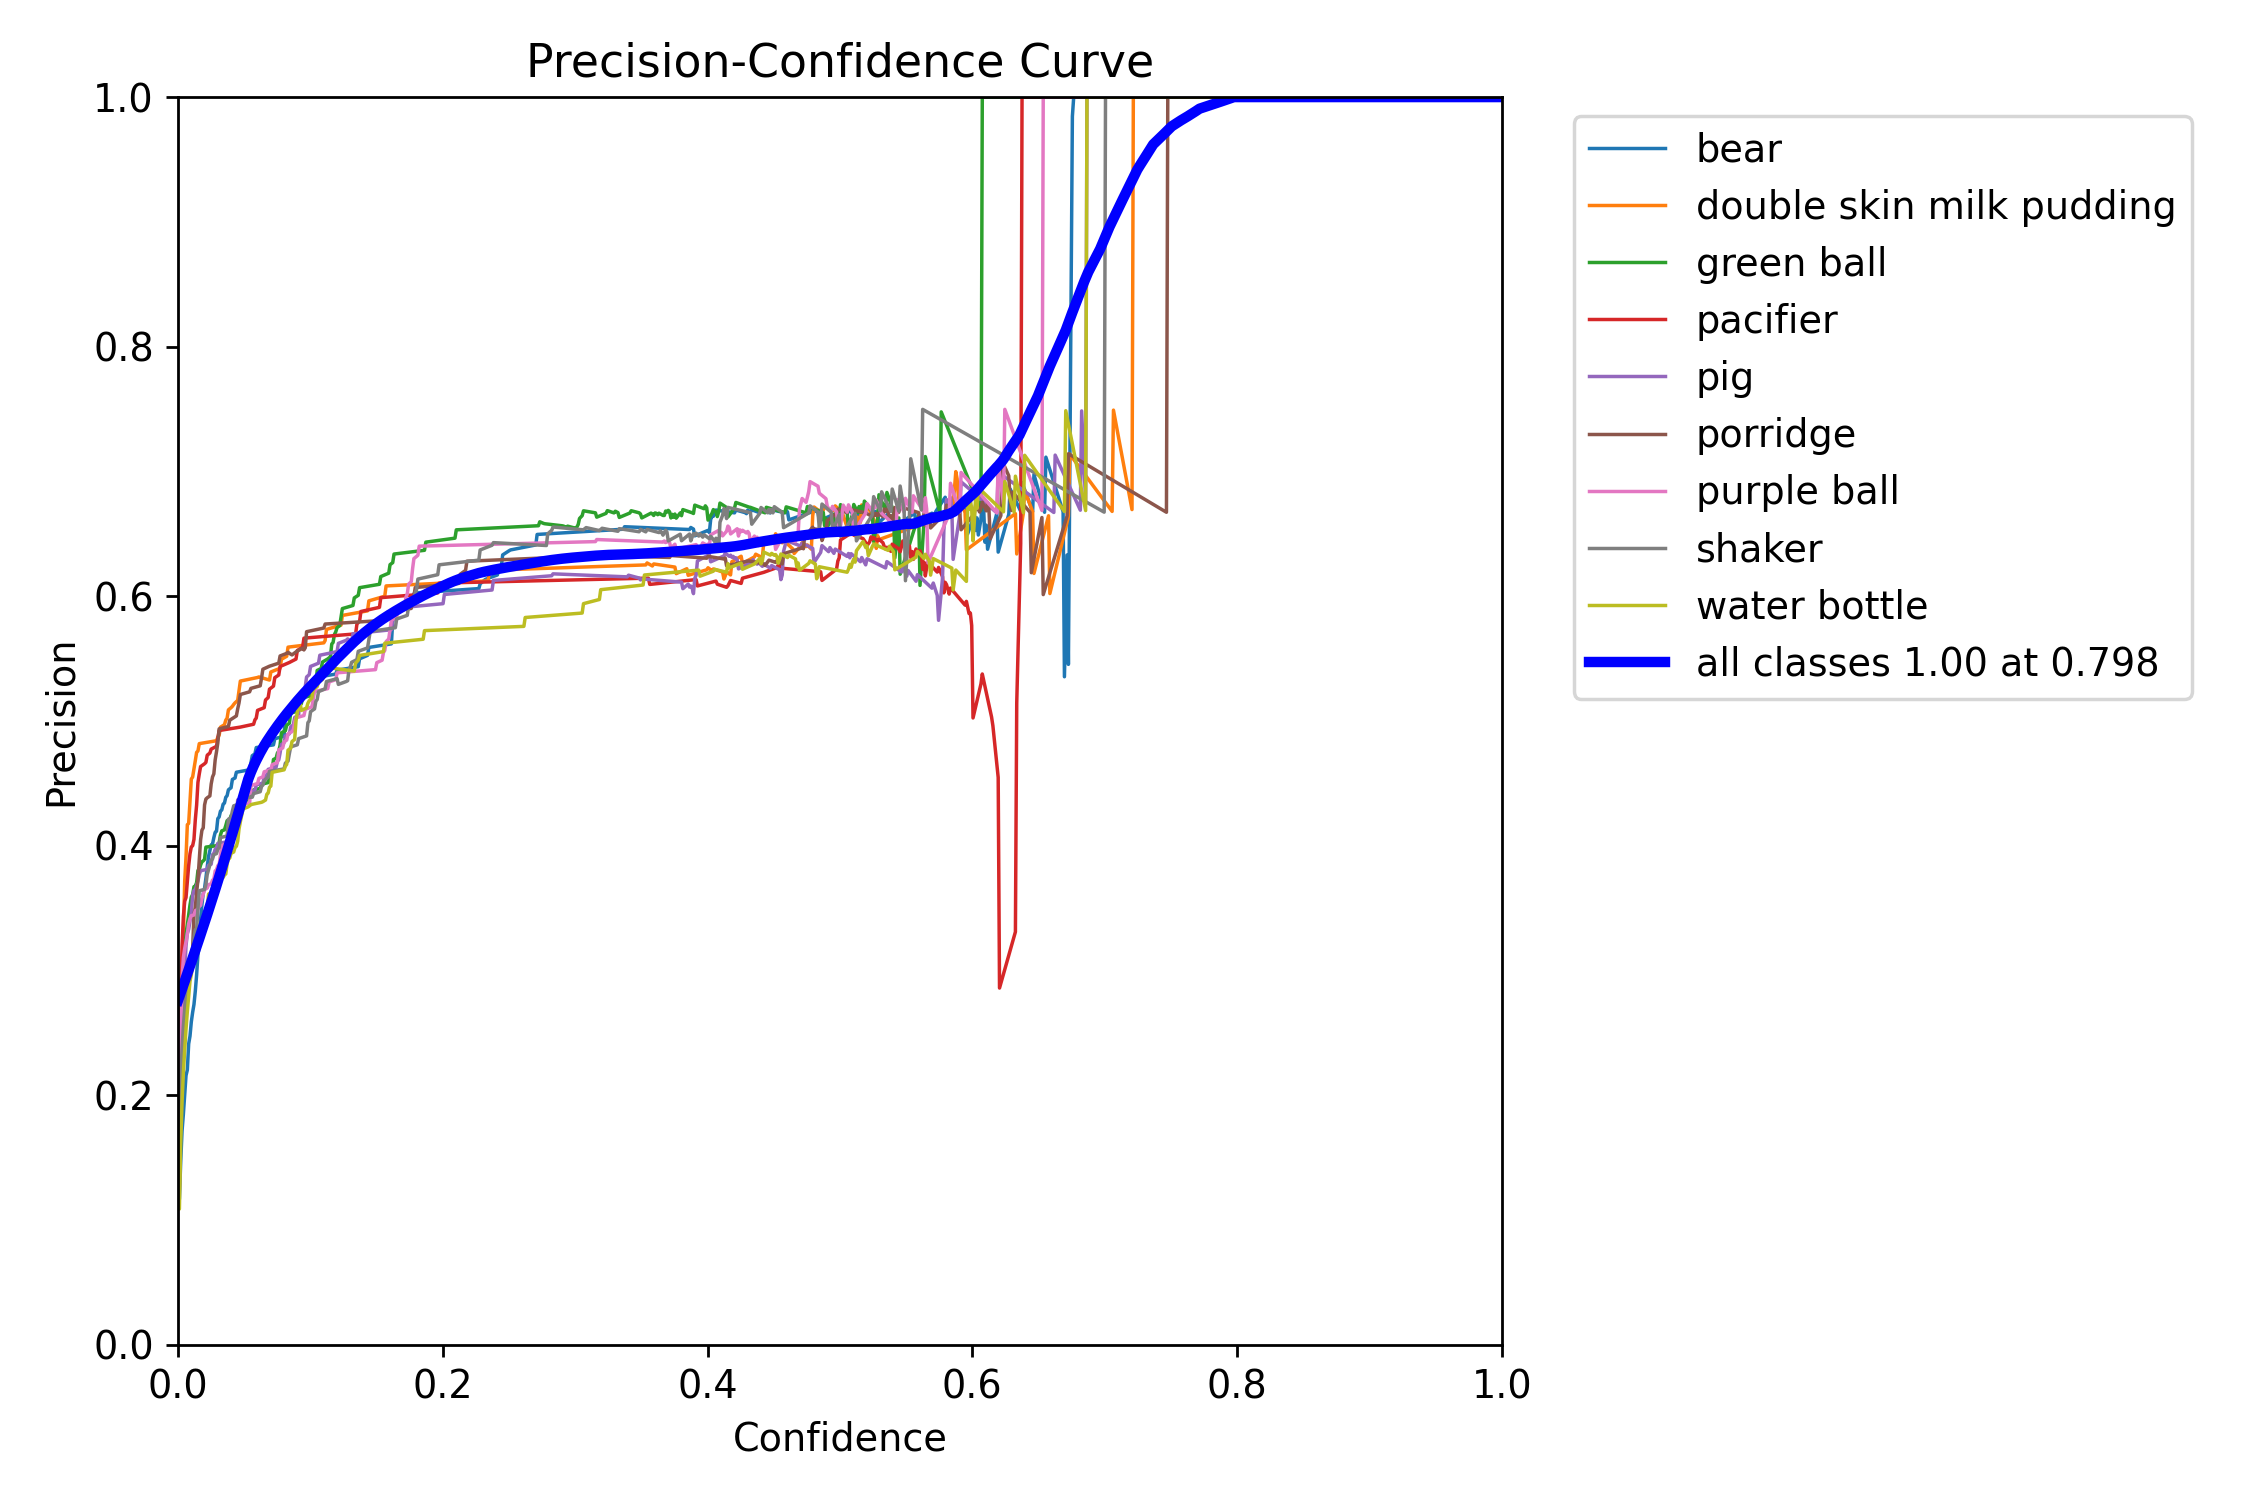 Precision-Confidence Curve
1.0
0.8
0.6
0.4
0.2
0.0
Precision
0.0 0.2 0.4 0.6 0.8 1.0
Confidence
bear
double skin milk pudding
green ball
pacifier
pig
porridge
purple ball
shaker
water bottle
all classes 1.00 at 0.798